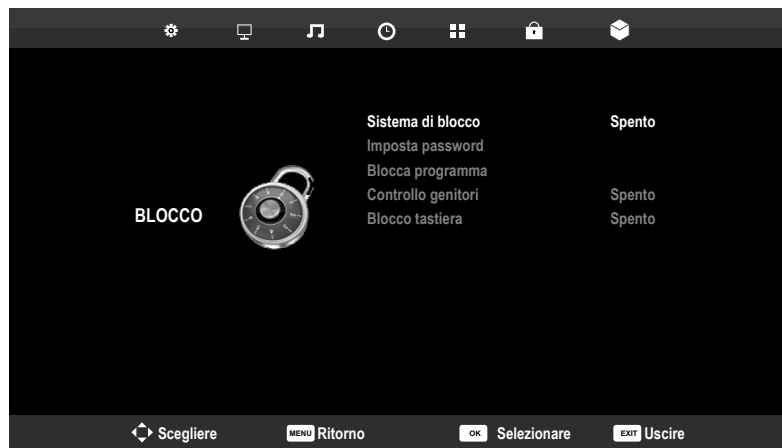 Sistema di blocco Spento
Imposta password
Blocca programma
Controllo genitori Spento
Blocco tastiera Spento
BLOCCO
Scegliere MENU Ritorno OK Selezionare EXIT Uscire